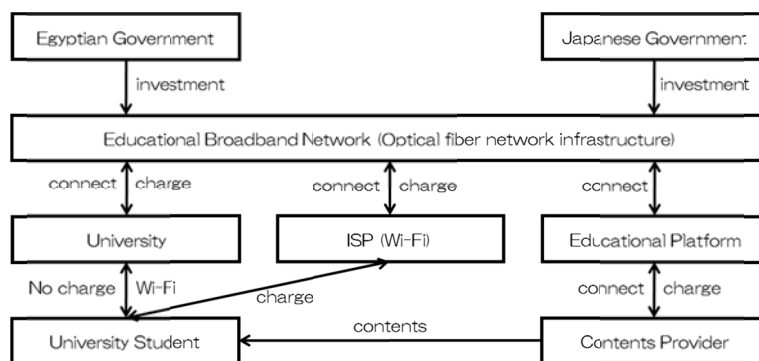 Egyptian Government
Japanese Government
investment
investment
Educational Broadband Network (Optical fiber network infrastructure)
connect charge
connect charge
connect
University
ISP (Wi-Fi)
Educational Platform
No charge Wi-Fi
charge
connect charge
University Student
contents
Contents Provider